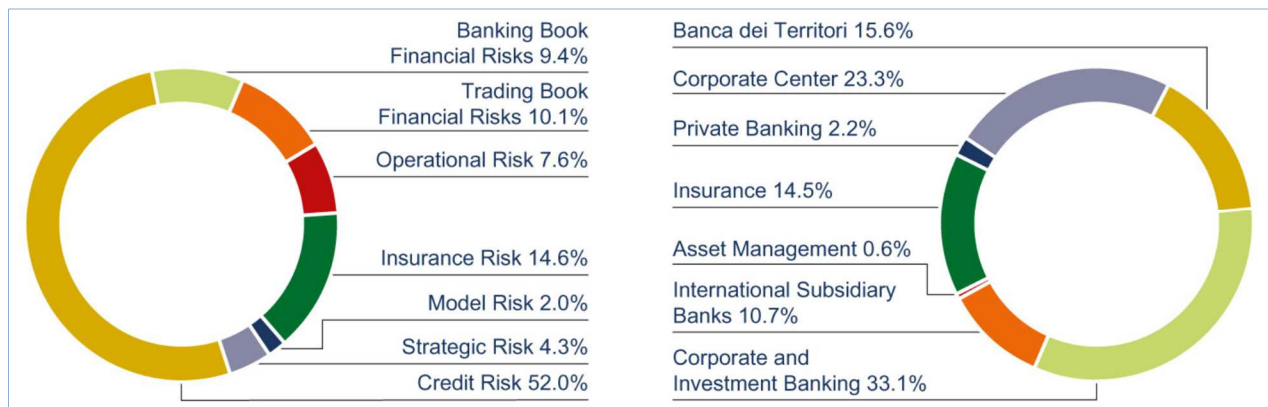 Banking Book
Financial Risks 9.4%
Trading Book
Financial Risks 10.1%
Operational Risk 7.6%
Insurance Risk 14.6%
Model Risk 2.0%
Strategic Risk 4.3%
Credit Risk 52.0%
Banca dei Territori 15.6%
Corporate Center 23.3%
Private Banking 2.2%
Insurance 14.5%
Asset Management 0.6%
International Subsidiary
Banks 10.7%
Corporate and
Investment Banking 33.1%